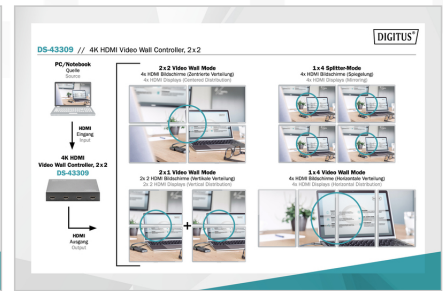 DIGITUS®
DS-43309 // 4K HDMI Video Wall Controller, 2x2
PC/Notebook
Quelle
Source
HDMI
Eingang
Input
4K HDMI
Video Wall Controller, 2x2
DS-43309
HDMI
Ausgang
Output
2x2 Video Wall Mode
4x HDMI Bildschirme (Zentrierte Verteilung)
4x HDMI Displays (Centered Distribution)
1x4 Splitter-Mode
4x HDMI Bildschirme (Spiegelung)
4x HDMI Displays (Mirroring)
2x1 Video Wall Mode
2x 2 HDMI Bildschirme (Vertikale Verteilung)
2x 2 HDMI Displays (Vertical Distribution)
+
1x4 Video Wall Mode
4x HDMI Bildschirme (Horizontale Verteilung)
4x HDMI Displays (Horizontal Distribution)